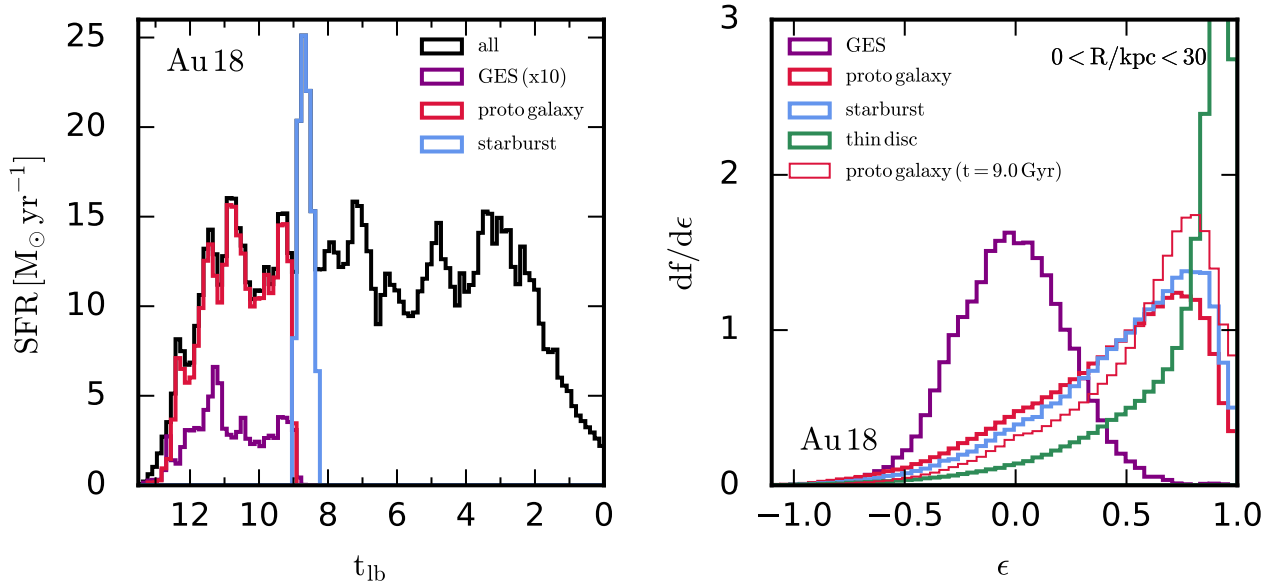 Au 18
all
GES (x10)
proto galaxy
starburst
SFR [M⊙ yr⁻¹]
25
20
15
10
5
0
12 10 8 6 4 2 0
t_lb
0 < R/kpc < 30
GES
proto galaxy
starburst
thin disc
proto galaxy (t = 9.0 Gyr)
Au 18
df/dϵ
3
2
1
0
−1.0 −0.5 0.0 0.5 1.0
ϵ